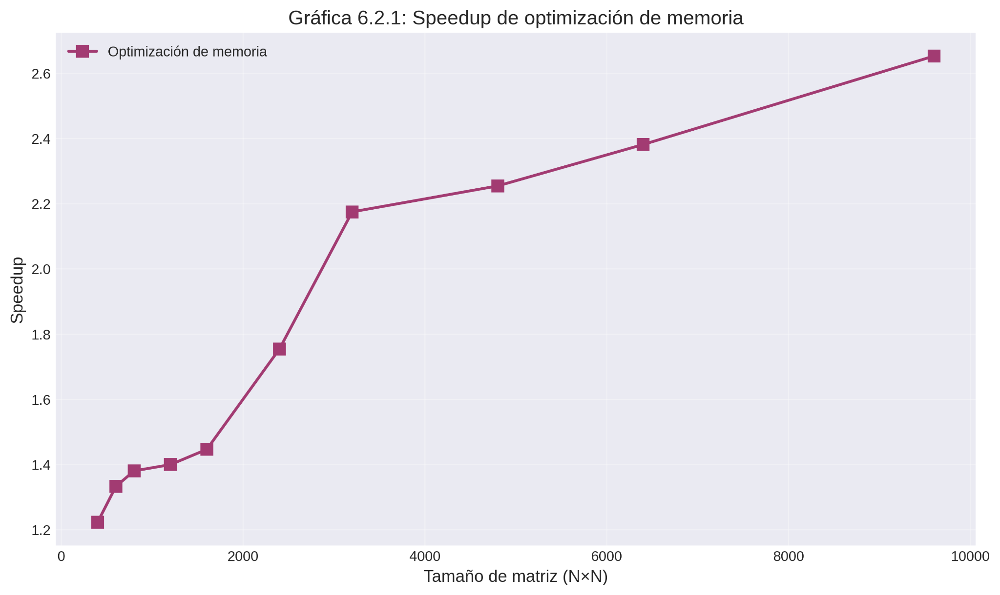 Gráfica 6.2.1: Speedup de optimización de memoria
Optimización de memoria
2.6
2.4
2.2
2.0
1.8
1.6
1.4
1.2
Speedup
0 2000 4000 6000 8000 10000
Tamaño de matriz (N×N)